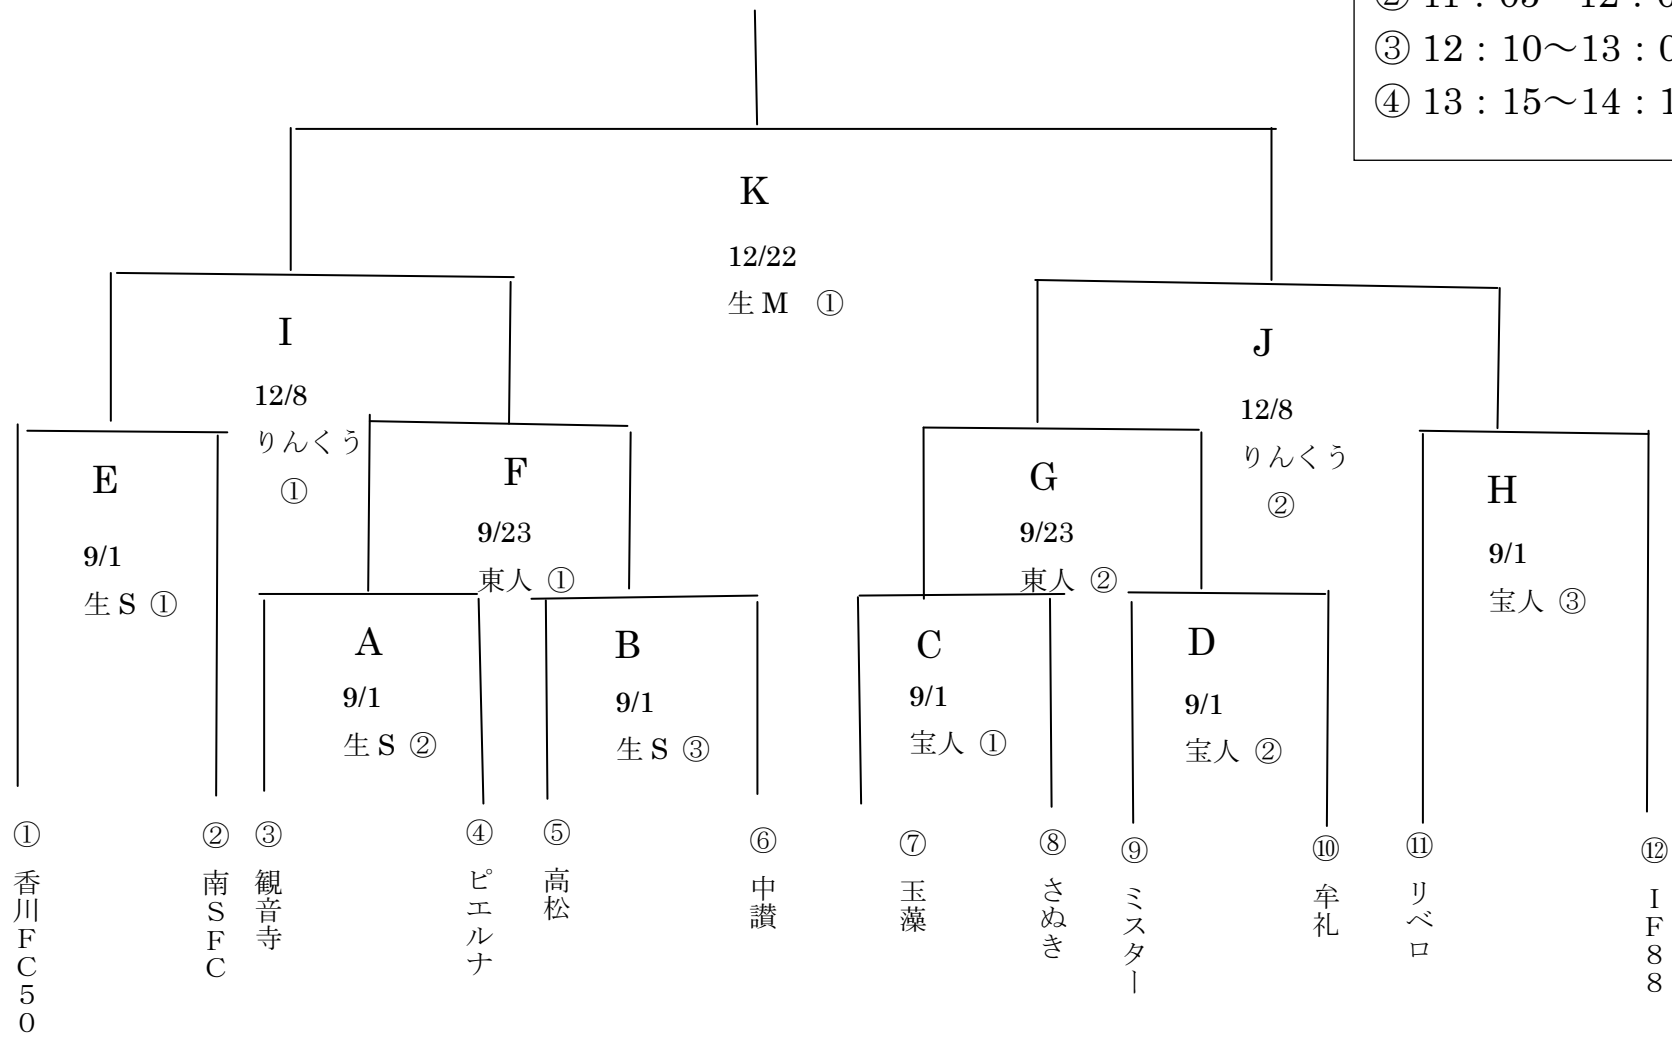 ③ 12：10～13：0
④ 13：15～14：1
K
12/22
生 M ①
I
12/8
りんくう
①
J
12/8
りんくう
②
E
9/1
生 S ①
F
9/23
東人 ①
G
9/23
東人 ②
H
9/1
宝人 ③
A
9/1
生 S ②
B
9/1
生 S ③
C
9/1
宝人 ①
D
9/1
宝人 ②
① 香川ＦＣ５０
② 南ＳＦＣ
③ 観音寺
④ ピエルナ
⑤ 高松
⑥ 中讃
⑦ 玉藻
⑧ さぬき
⑨ ミスター
⑩ 牟礼
⑪ リベロ
⑫ ＩＦ８８